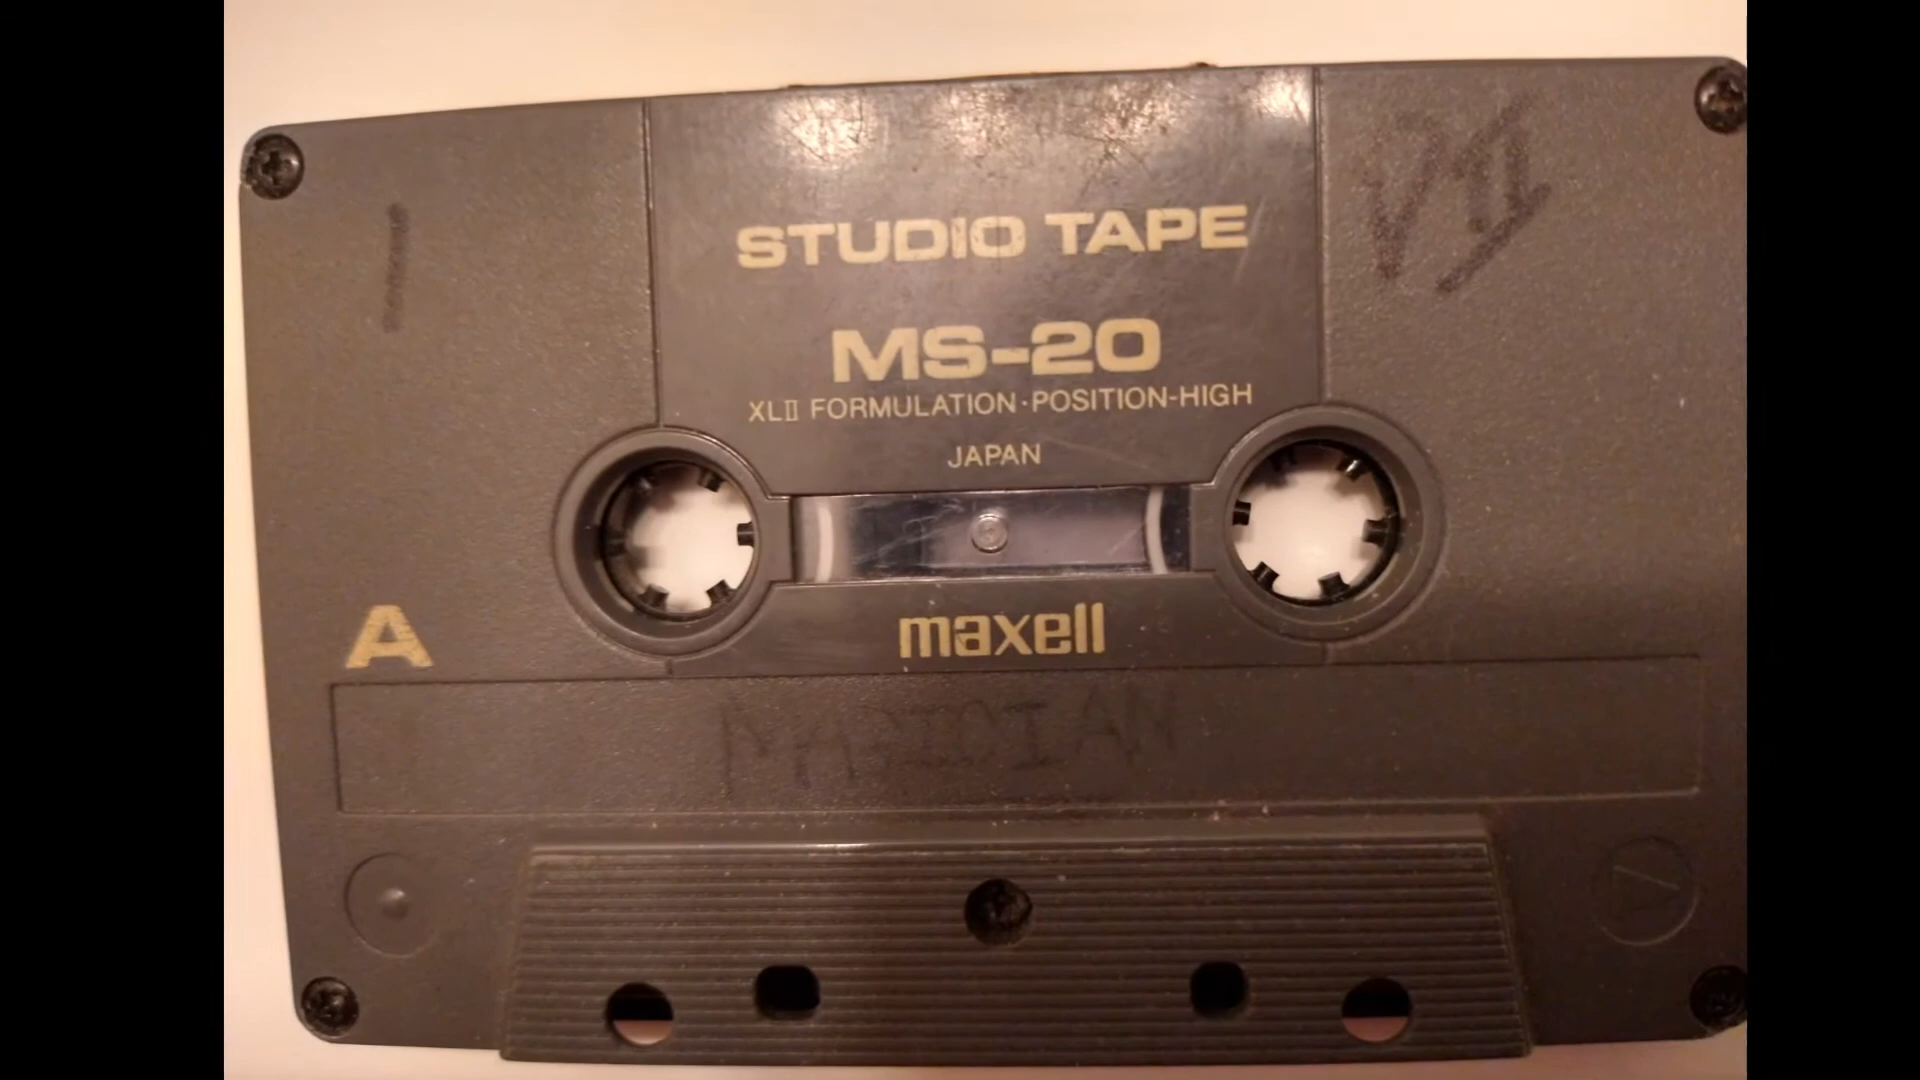 STUDIO TAPE
MS-20
XLII FORMULATION·POSITION-HIGH
JAPAN
maxell
A
MAGICIAN